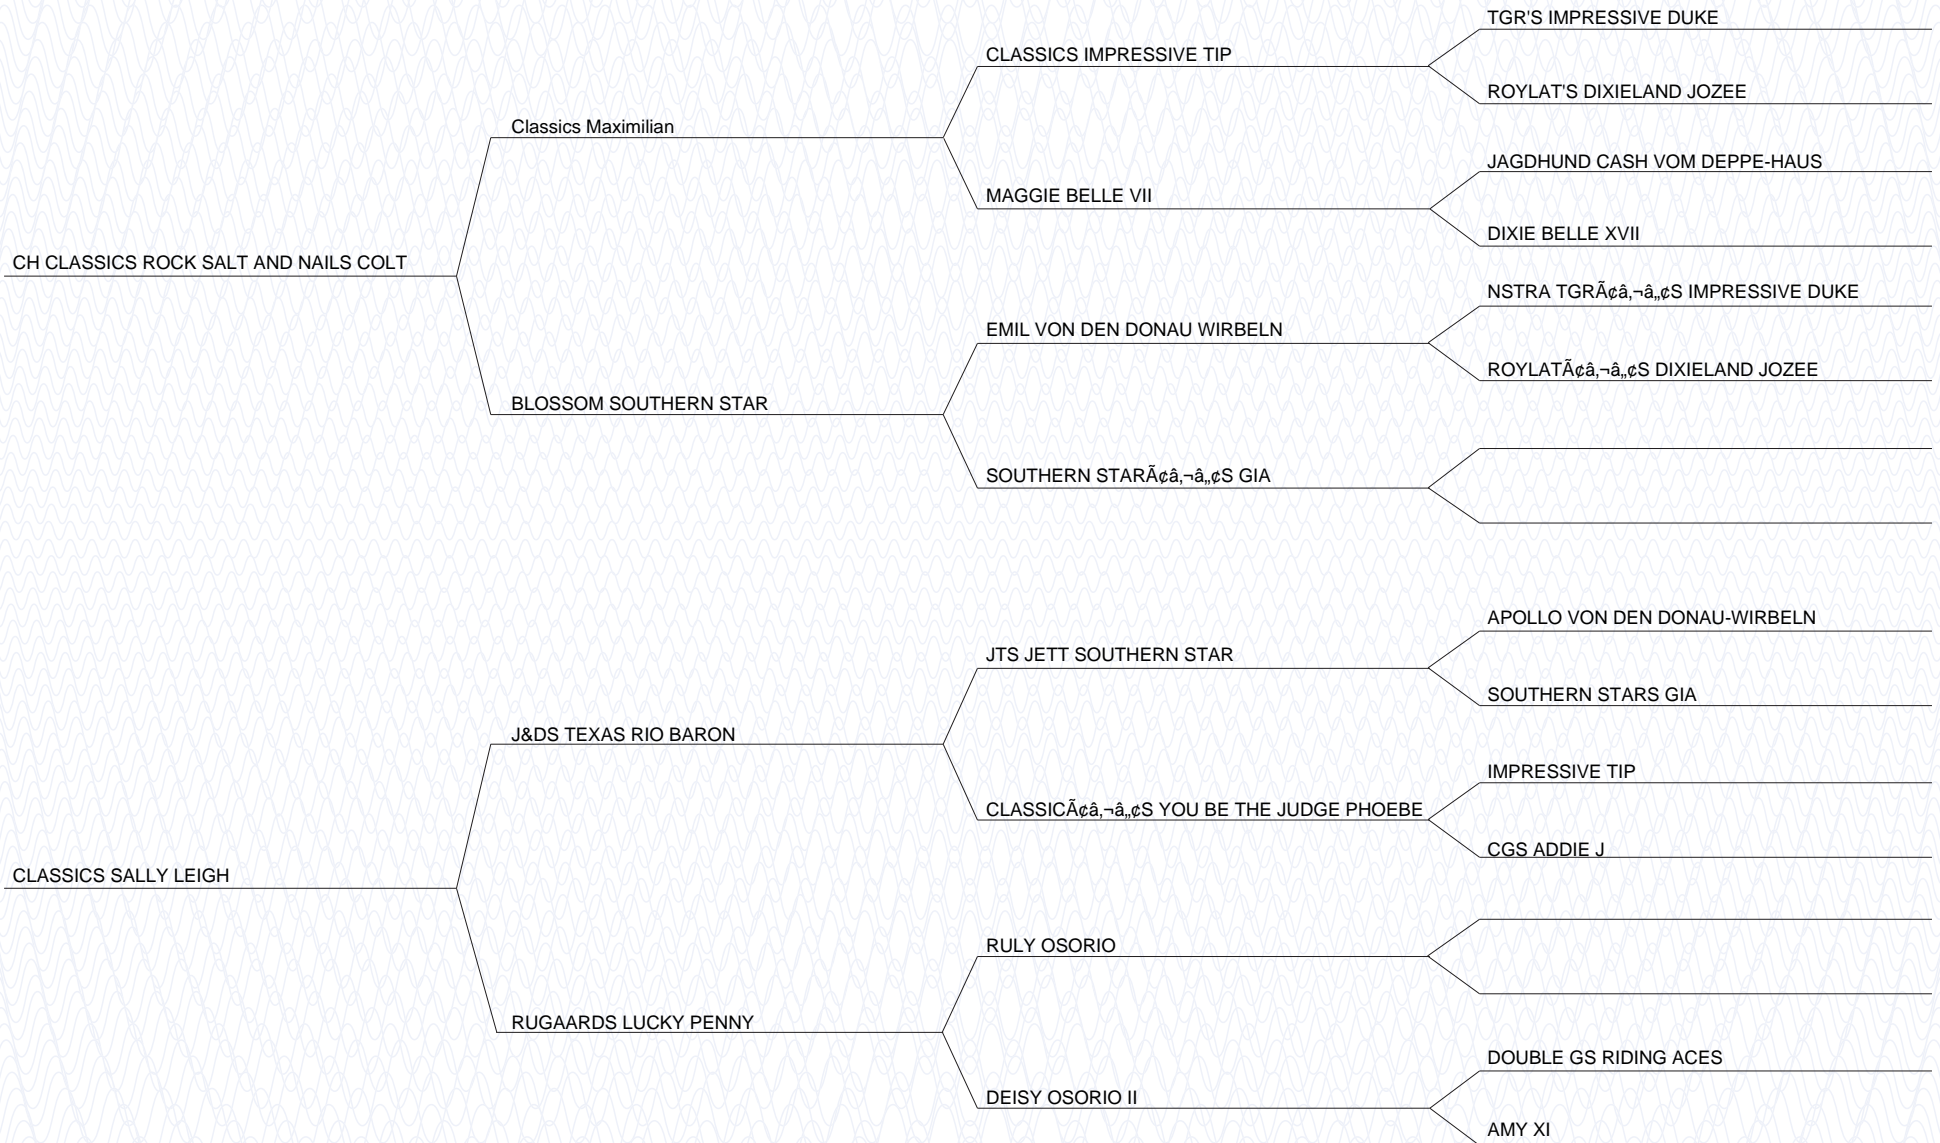 TGR'S IMPRESSIVE DUKE
CLASSICS IMPRESSIVE TIP
ROYLAT'S DIXIELAND JOZEE
Classics Maximilian
JAGDHUND CASH VOM DEPPE-HAUS
MAGGIE BELLE VII
DIXIE BELLE XVII
CH CLASSICS ROCK SALT AND NAILS COLT
NSTRA TGRÃ¢â‚¬â„¢S IMPRESSIVE DUKE
EMIL VON DEN DONAU WIRBELN
ROYLATÃ¢â‚¬â„¢S DIXIELAND JOZEE
BLOSSOM SOUTHERN STAR
SOUTHERN STARÃ¢â‚¬â„¢S GIA
APOLLO VON DEN DONAU-WIRBELN
JTS JETT SOUTHERN STAR
SOUTHERN STARS GIA
J&DS TEXAS RIO BARON
IMPRESSIVE TIP
CLASSICÃ¢â‚¬â„¢S YOU BE THE JUDGE PHOEBE
CGS ADDIE J
CLASSICS SALLY LEIGH
RULY OSORIO
RUGAARDS LUCKY PENNY
DOUBLE GS RIDING ACES
DEISY OSORIO II
AMY XI